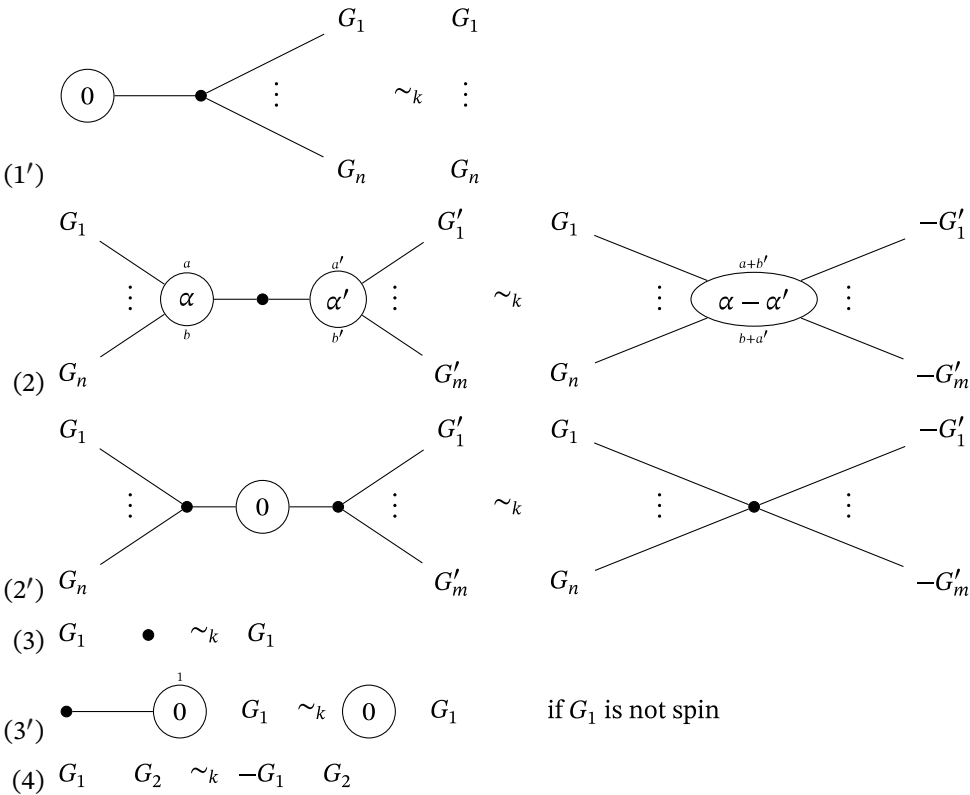 G₁ G₁
0 ⋮ ∼ₖ ⋮
(1′) Gₙ Gₙ
G₁ G′₁ G₁ −G′₁
a a′ a+b′
⋮ α α′ ⋮ ∼ₖ ⋮ α − α′ ⋮
b b′ b+a′
(2) Gₙ G′ₘ Gₙ −G′ₘ
G₁ G′₁ G₁ −G′₁
⋮ 0 ⋮ ∼ₖ ⋮ ⋮
(2′) Gₙ G′ₘ Gₙ −G′ₘ
(3) G₁ • ∼ₖ G₁
1
(3′) 0 G₁ ∼ₖ 0 G₁ if G₁ is not spin
(4) G₁ G₂ ∼ₖ −G₁ G₂